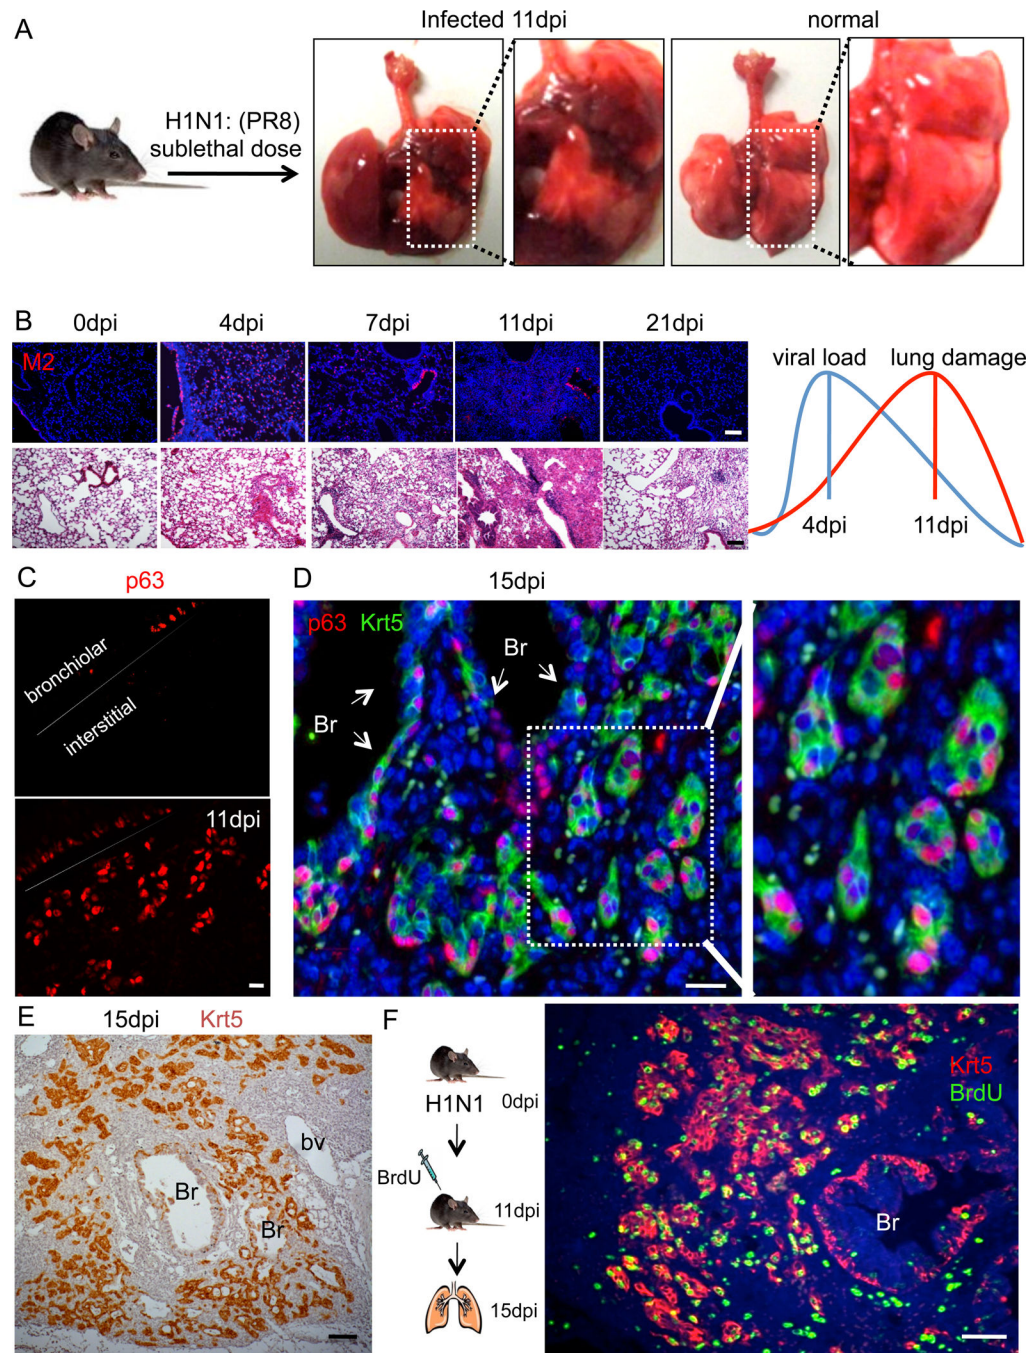 A
Infected 11dpi
normal
H1N1: (PR8)
sublethal dose
B
0dpi
4dpi
7dpi
11dpi
21dpi
M2
viral load
lung damage
4dpi
11dpi
C
p63
bronchiolar
interstitial
11dpi
D
15dpi
p63 Krt5
Br
Br
E
15dpi
Krt5
bv
Br
Br
F
H1N1
0dpi
BrdU
11dpi
15dpi
Krt5
BrdU
Br